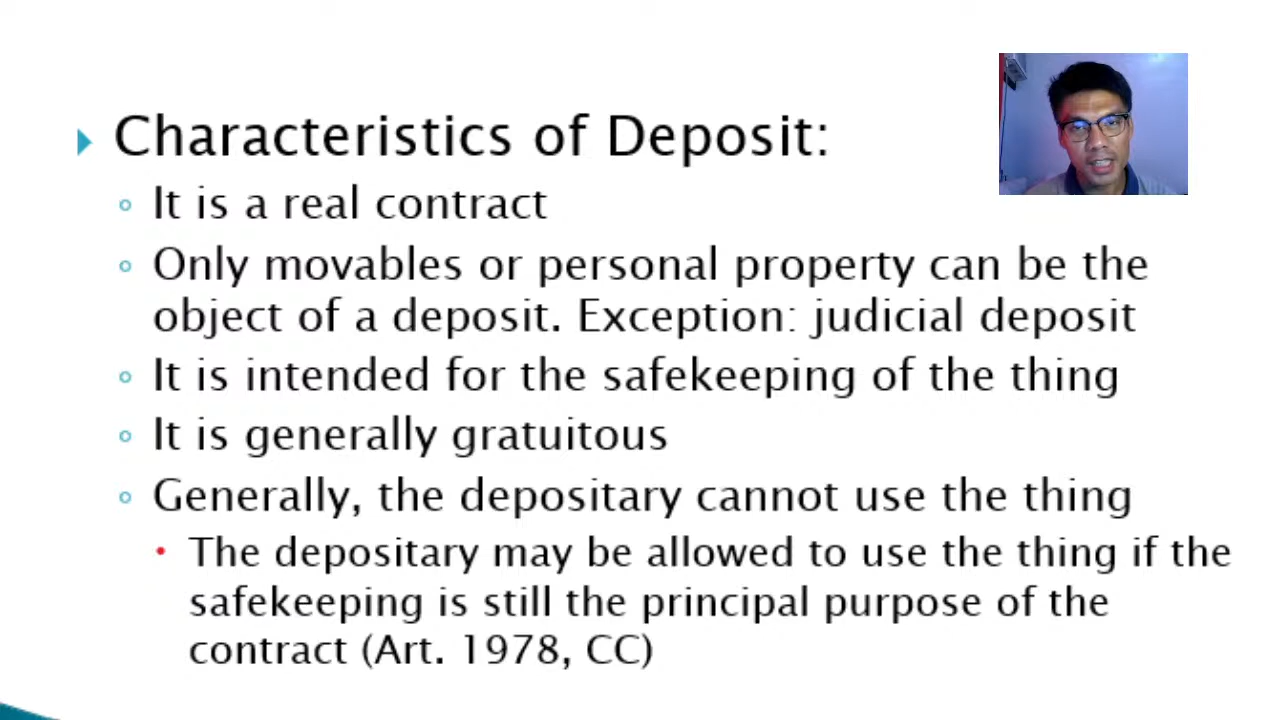 Characteristics of Deposit:
It is a real contract
Only movables or personal property can be the
object of a deposit. Exception: judicial deposit
It is intended for the safekeeping of the thing
It is generally gratuitous
Generally, the depositary cannot use the thing
The depositary may be allowed to use the thing if the
safekeeping is still the principal purpose of the
contract (Art. 1978, CC)